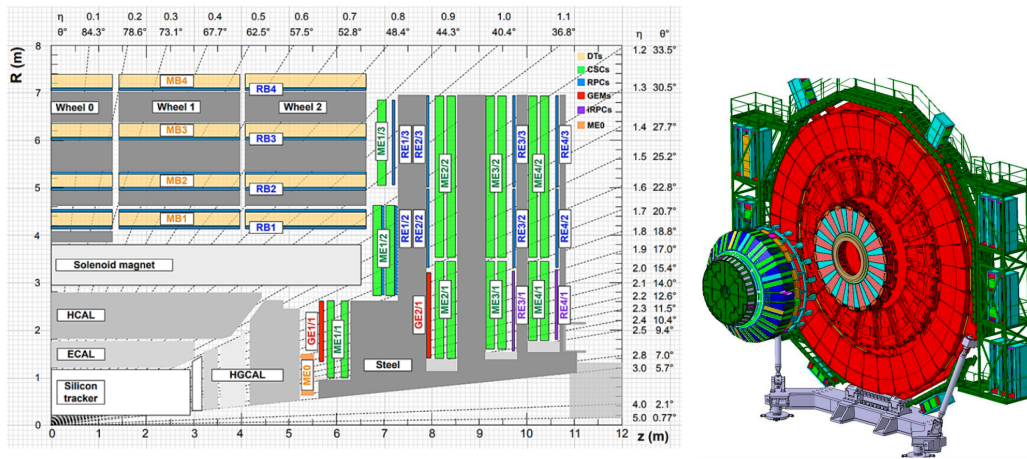 η 0.1 0.2 0.3 0.4 0.5 0.6 0.7 0.8 0.9 1.0 1.1
θ° 84.3° 78.6° 73.1° 67.7° 62.5° 57.5° 52.8° 48.4° 44.3° 40.4° 36.8° η θ°
R (m)
8
7
6
5
4
3
2
1
0
1.2 33.5°
1.3 30.5°
1.4 27.7°
1.5 25.2°
1.6 22.8°
1.7 20.7°
1.8 18.8°
1.9 17.0°
2.0 15.4°
2.1 14.0°
2.2 12.6°
2.3 11.5°
2.4 10.4°
2.5 9.4°
2.8 7.0°
3.0 5.7°
4.0 2.1°
5.0 0.77°
DTs
CSCs
RPCs
GEMs
iRPCs
ME0
MB4
RB4
Wheel 0 Wheel 1 Wheel 2
MB3
RB3
MB2
RB2
MB1
RB1
ME1/3
RE1/3
RE2/3
ME2/2
ME3/2
RE3/3
ME4/2
RE4/3
ME1/2
RE1/2
RE2/2
RE3/2
RE4/2
Solenoid magnet
HCAL
ECAL
Silicon
tracker
HGCAL
GE1/1
ME1/1
ME0
GE2/1
ME2/1
ME3/1
RE3/1
ME4/1
RE4/1
Steel
0 1 2 3 4 5 6 7 8 9 10 11 12 z (m)